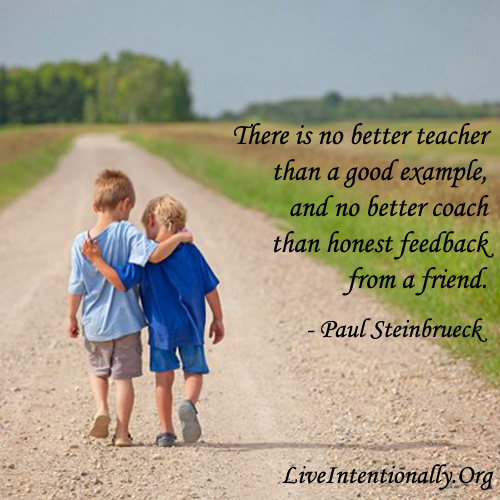 There is no better teacher
than a good example,
and no better coach
than honest feedback
from a friend.
- Paul Steinbrueck
LiveIntentionally.Org